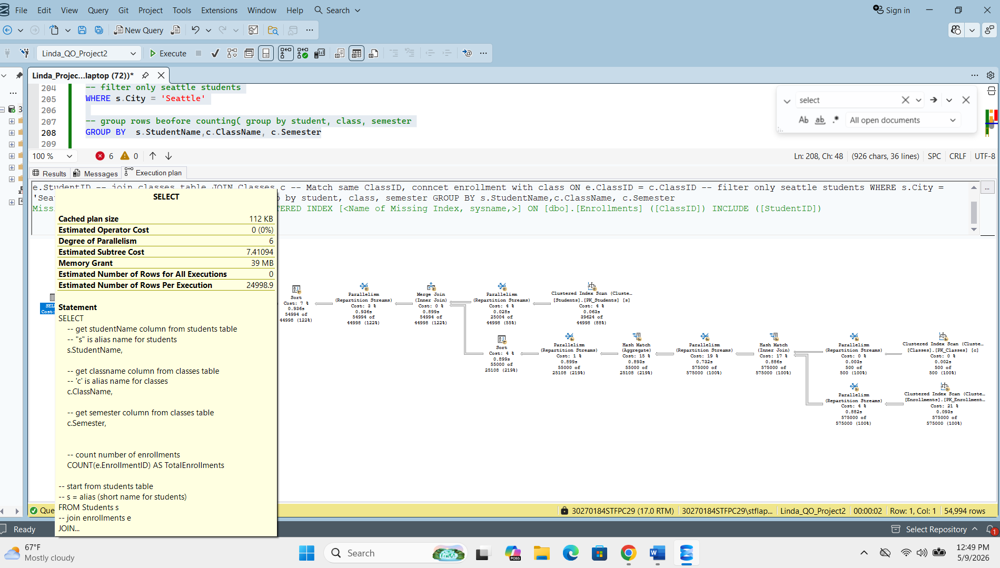 File Edit View Query Git Project Tools Extensions Window Help Search Sign in
New Query
Linda_QO_Project2 Execute
Linda_Projec...laptop (72))*
204 -- filter only seattle students
205 WHERE s.City = 'Seattle'
206
207 -- group rows beofore counting( group by student, class, semester
208 GROUP BY s.StudentName,c.ClassName, c.Semester
209
select
Ab ab .* All open documents
3
100 % 6 0 Ln: 208, Ch: 48 (926 chars, 36 lines) SPC CRLF UTF-8
Results Messages Execution plan
e.StudentID -- join classes table JOIN Classes c -- Match same ClassID, conncet enrollment with class ON e.ClassID = c.ClassID -- filter only seattle students WHERE s.City =
'Sea by student, class, semester GROUP BY s.StudentName,c.ClassName, c.Semester
Miss TERED INDEX [<Name of Missing Index, sysname,>] ON [dbo].[Enrollments] ([ClassID]) INCLUDE ([StudentID])
...
SELECT
Cached plan size 112 KB
Estimated Operator Cost 0 (0%)
Degree of Parallelism 6
Estimated Subtree Cost 7.41094
Memory Grant 39 MB
Estimated Number of Rows for All Executions 0
Estimated Number of Rows Per Execution 24998.9
Statement
SELECT
-- get studentName column from students table
-- "s" is alias name for students
s.StudentName,
-- get classname column from classes table
-- 'c' is alias name for classes
c.ClassName,
-- get semester column from classes table
c.Semester,
-- count number of enrollments
COUNT(e.EnrollmentID) AS TotalEnrollments
-- start from students table
-- s = alias (short name for students)
FROM Students s
-- join enrollments e
JOIN...
SEL
Cost:
Sort
Cost: 7 %
0.936s
54994 of
44998 (122%)
Parallelism
(Repartition Streams)
Cost: 3 %
0.936s
54994 of
44998 (122%)
Merge Join
(Inner Join)
Cost: 0 %
0.899s
54994 of
44998 (122%)
Parallelism
(Repartition Streams)
Cost: 4 %
0.028s
25004 of
44998 (55%)
Clustered Index Scan (Cluste...
[Students].[PK_Students] [s]
Cost: 4 %
0.063s
39624 of
44998 (88%)
Sort
Cost: 4 %
0.899s
55000 of
25108 (219%)
Parallelism
(Repartition Streams)
Cost: 1 %
0.899s
55000 of
25108 (219%)
Hash Match
(Aggregate)
Cost: 15 %
0.893s
55000 of
25108 (219%)
Parallelism
(Repartition Streams)
Cost: 19 %
0.732s
575000 of
575000 (100%)
Hash Match
(Inner Join)
Cost: 17 %
0.886s
575000 of
575000 (100%)
Parallelism
(Repartition Streams)
Cost: 0 %
0.003s
500 of
500 (100%)
Clustered Index Scan (Cluste...
[Classes].[PK_Classes] [c]
Cost: 0 %
0.002s
500 of
500 (100%)
Parallelism
(Repartition Streams)
Cost: 4 %
0.882s
575000 of
575000 (100%)
Clustered Index Scan (Cluste...
[Enrollments].[PK_Enrollment...
Cost: 21 %
0.093s
575000 of
575000 (100%)
Que 30270184STFPC29 (17.0 RTM) 30270184STFPC29\stflap... Linda_QO_Project2 00:00:02 Row: 1, Col: 1 54,994 rows
Ready Select Repository 1
67°F
Mostly cloudy
Search
M365
12:49 PM
5/9/2026